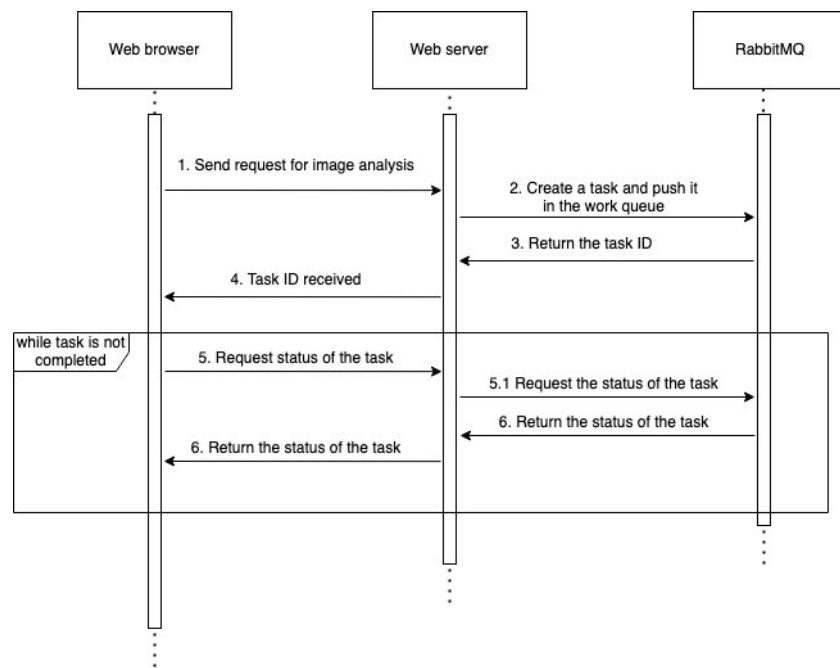 Web browser
Web server
RabbitMQ
1. Send request for image analysis
2. Create a task and push it
in the work queue
3. Return the task ID
4. Task ID received
while task is not
completed
5. Request status of the task
5.1 Request the status of the task
6. Return the status of the task
6. Return the status of the task